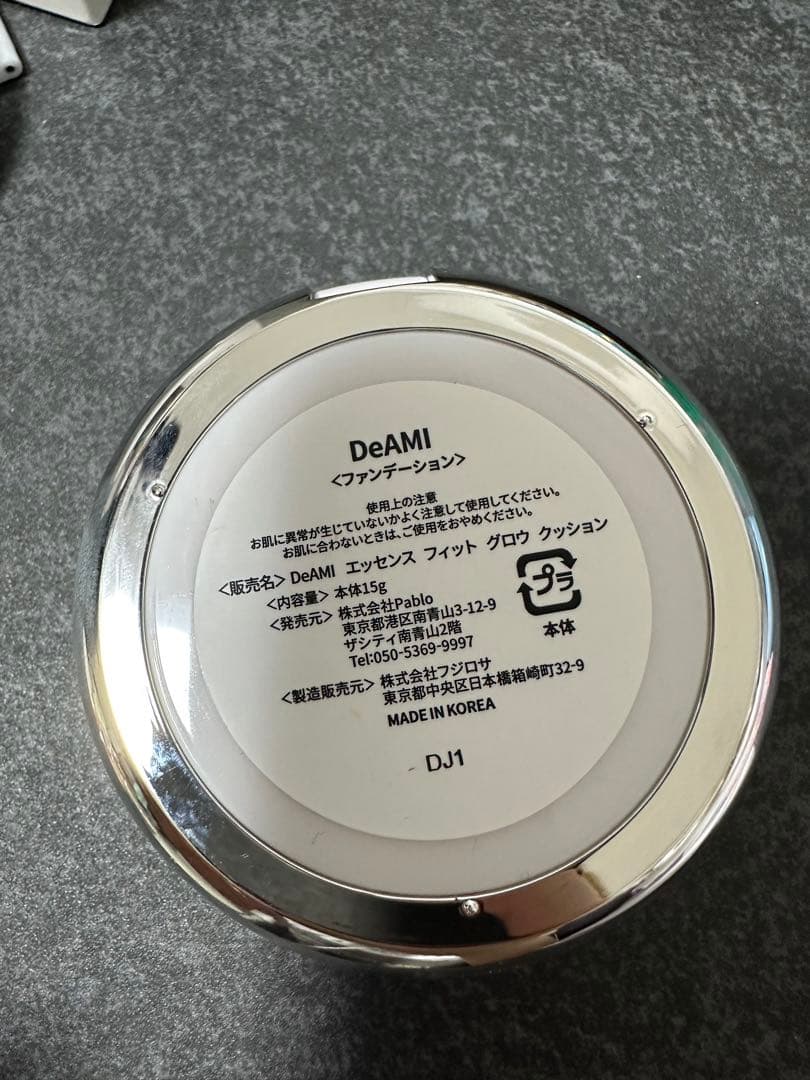 DeAMI
<ファンデーション>
使用上の注意
お肌に異常が生じていないかよく注意して使用してください。
お肌に合わないときは、ご使用をおやめください。
<販売名> DeAMI エッセンス フィット グロウ クッション
<内容量> 本体15g
<発売元> 株式会社Pablo
東京都港区南青山3-12-9
ザシティ南青山2階
Tel:050-5369-9997
プラ
本体
<製造販売元> 株式会社フジロサ
東京都中央区日本橋箱崎町32-9
MADE IN KOREA
DJ1